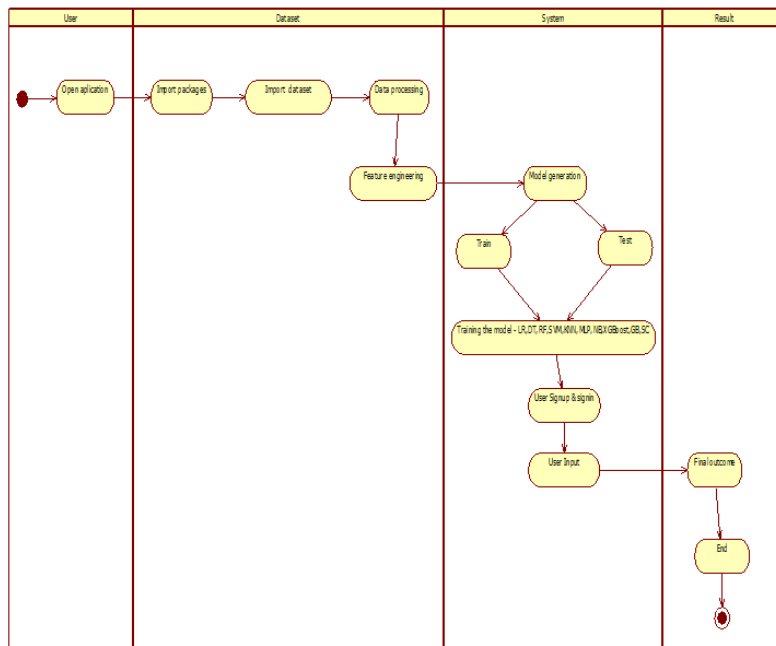 User
Dataset
System
Result
Open aplication
Import packages
Import dataset
Data processing
Feature engineering
Model generation
Train
Test
Training the model - LR,DT, RF,SVM,KNN, MLP, NB,XGBoost,GB,SC
User Signup & signin
User Input
Final outcome
End